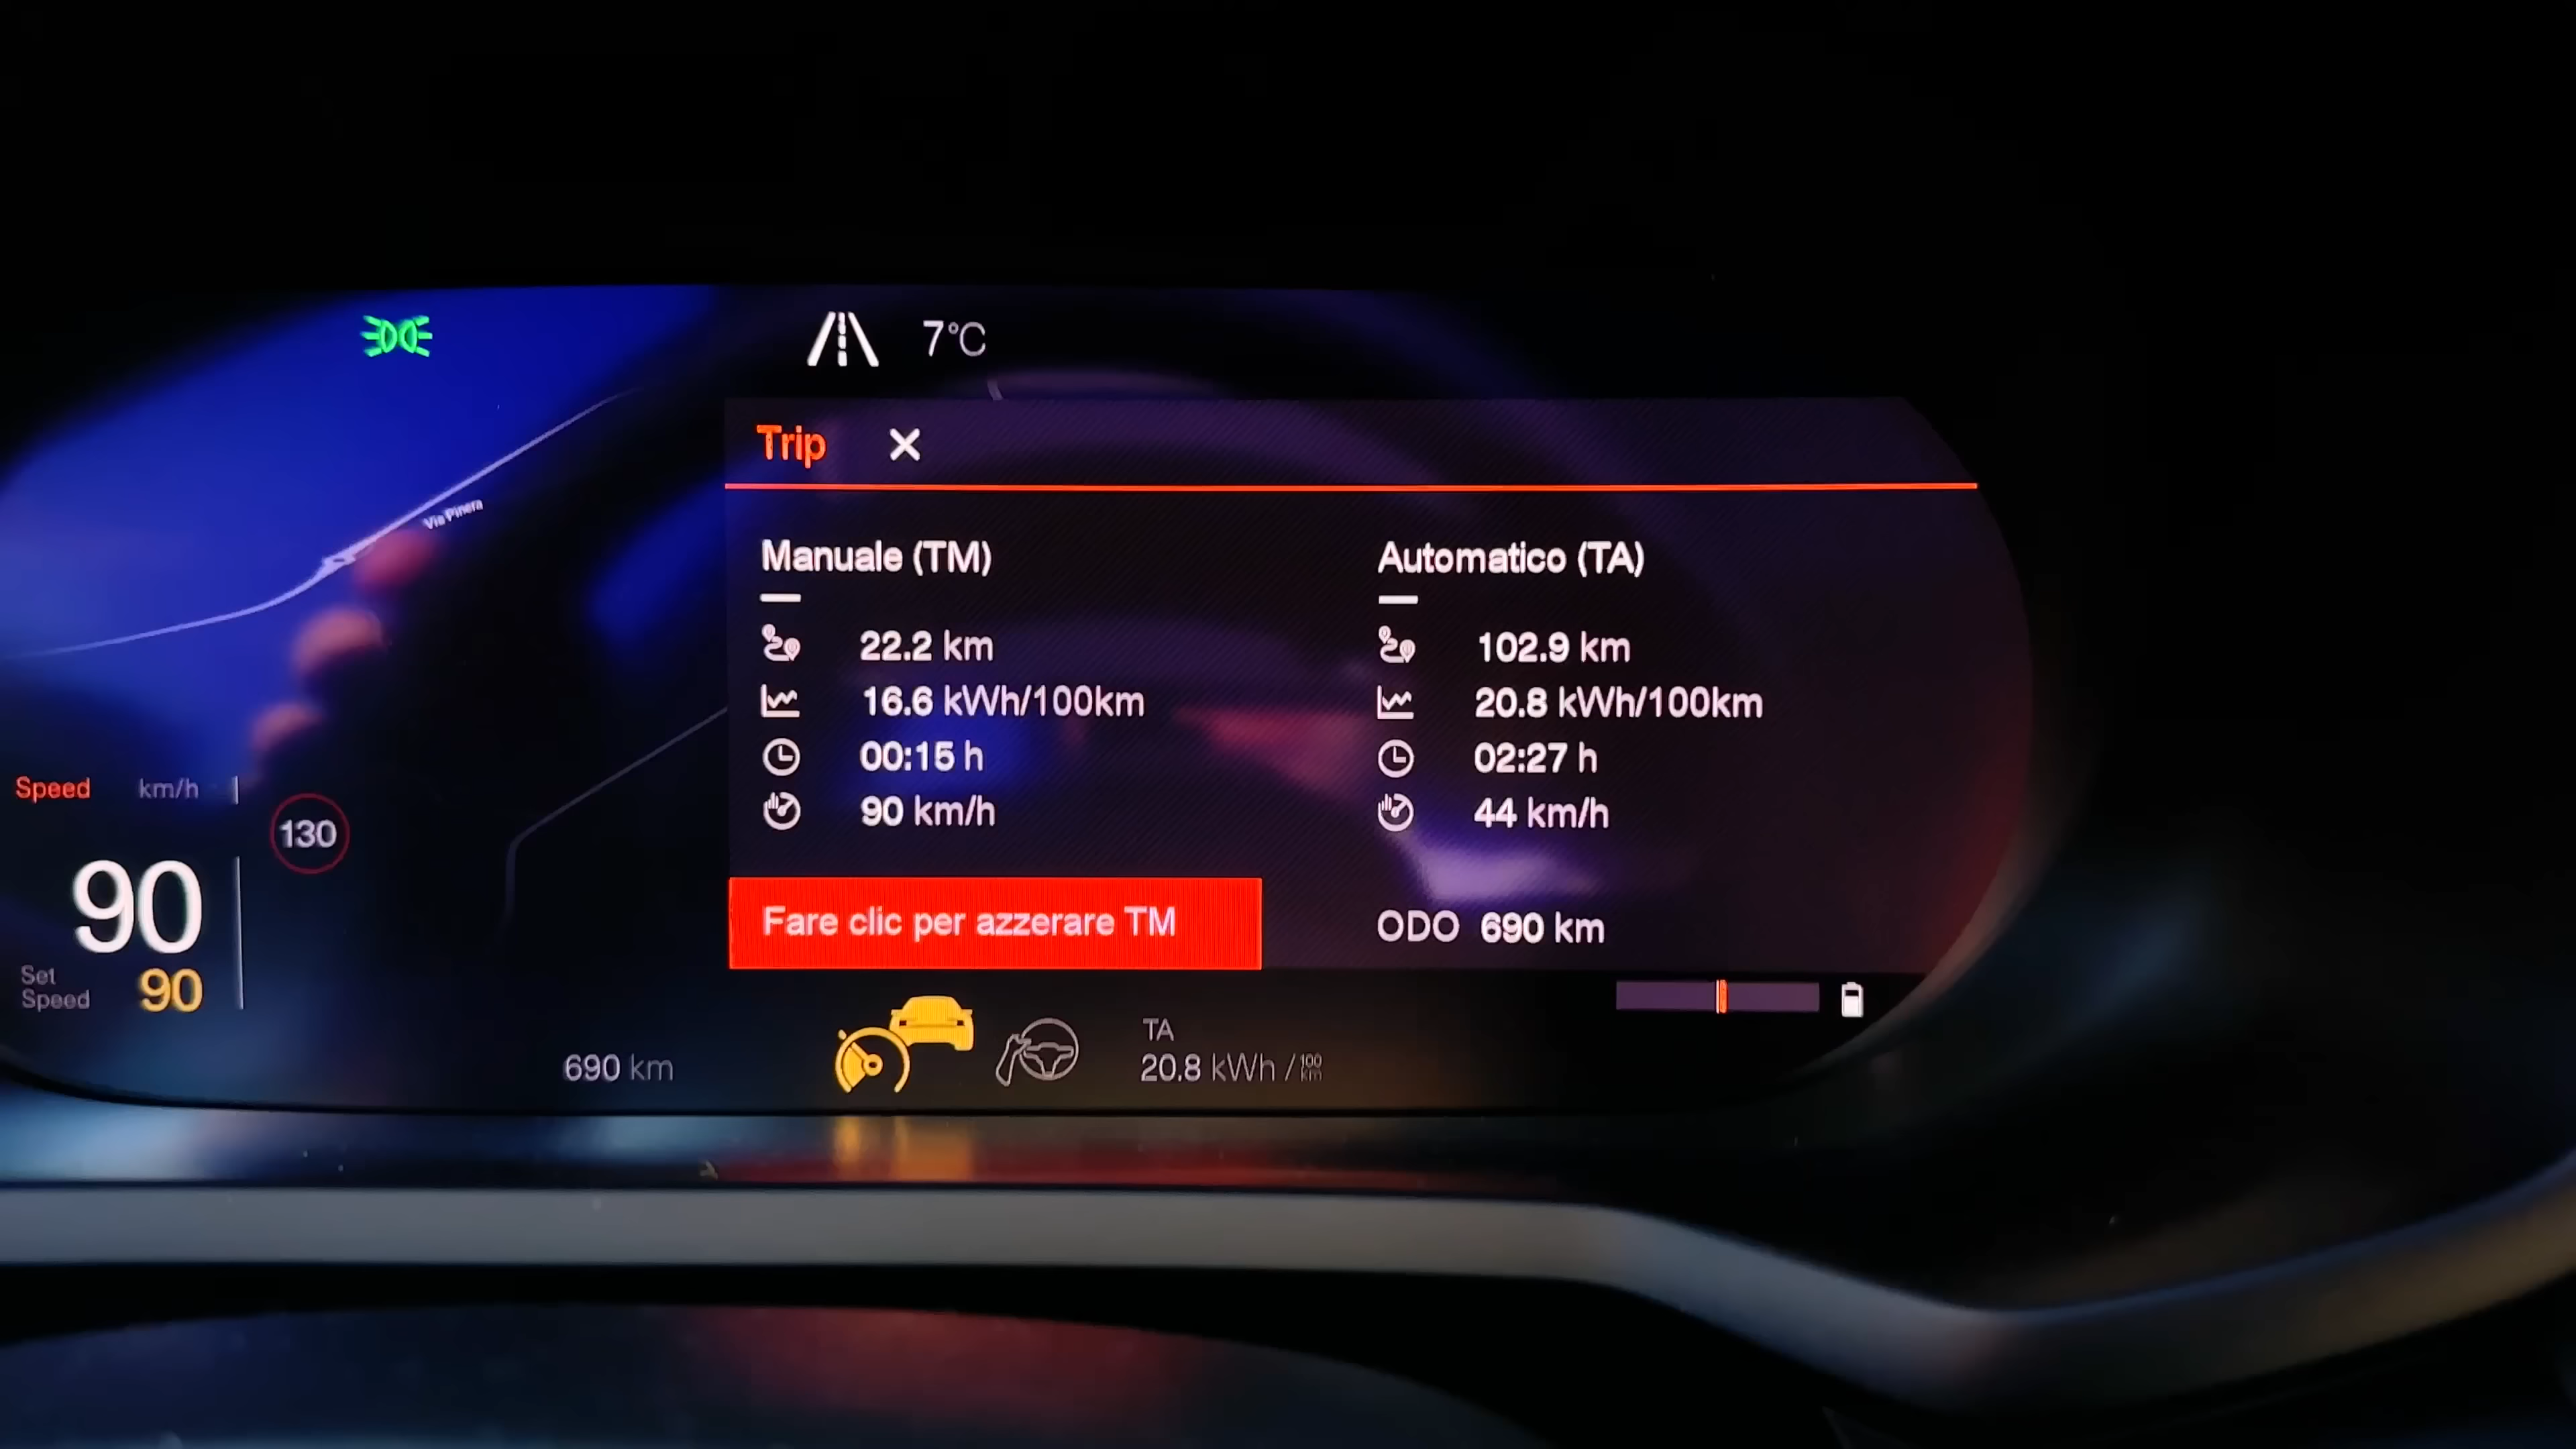 7°C
Trip
Via Pinera
Manuale (TM)
22.2 km
16.6 kWh/100km
00:15 h
90 km/h
Automatico (TA)
102.9 km
20.8 kWh/100km
02:27 h
44 km/h
Fare clic per azzerare TM
ODO 690 km
Speed km/h
130
90
Set Speed 90
690 km
TA
20.8 kWh / 100 km